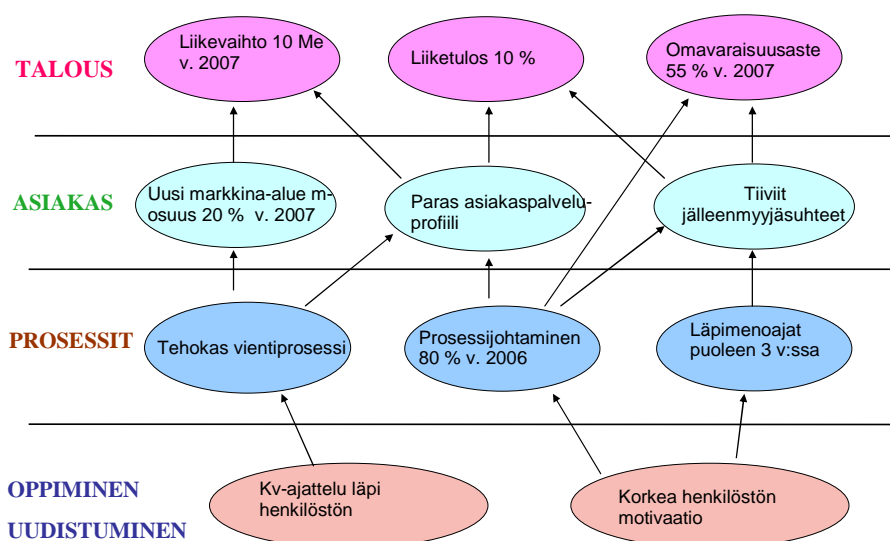 TALOUS
Liikevaihto 10 Me
v. 2007
Liiketulos 10 %
Omavaraisuusaste
55 % v. 2007
ASIAKAS
Uusi markkina-alue m-
osuus 20 % v. 2007
Paras asiakaspalvelu-
profiili
Tiiviit
jälleenmyyjäsuhteet
PROSESSIT
Tehokas vientiprosessi
Prosessijohtaminen
80 % v. 2006
Läpimenoajat
puoleen 3 v:ssa
OPPIMINEN
UUDISTUMINEN
Kv-ajattelu läpi
henkilöstön
Korkea henkilöstön
motivaatio